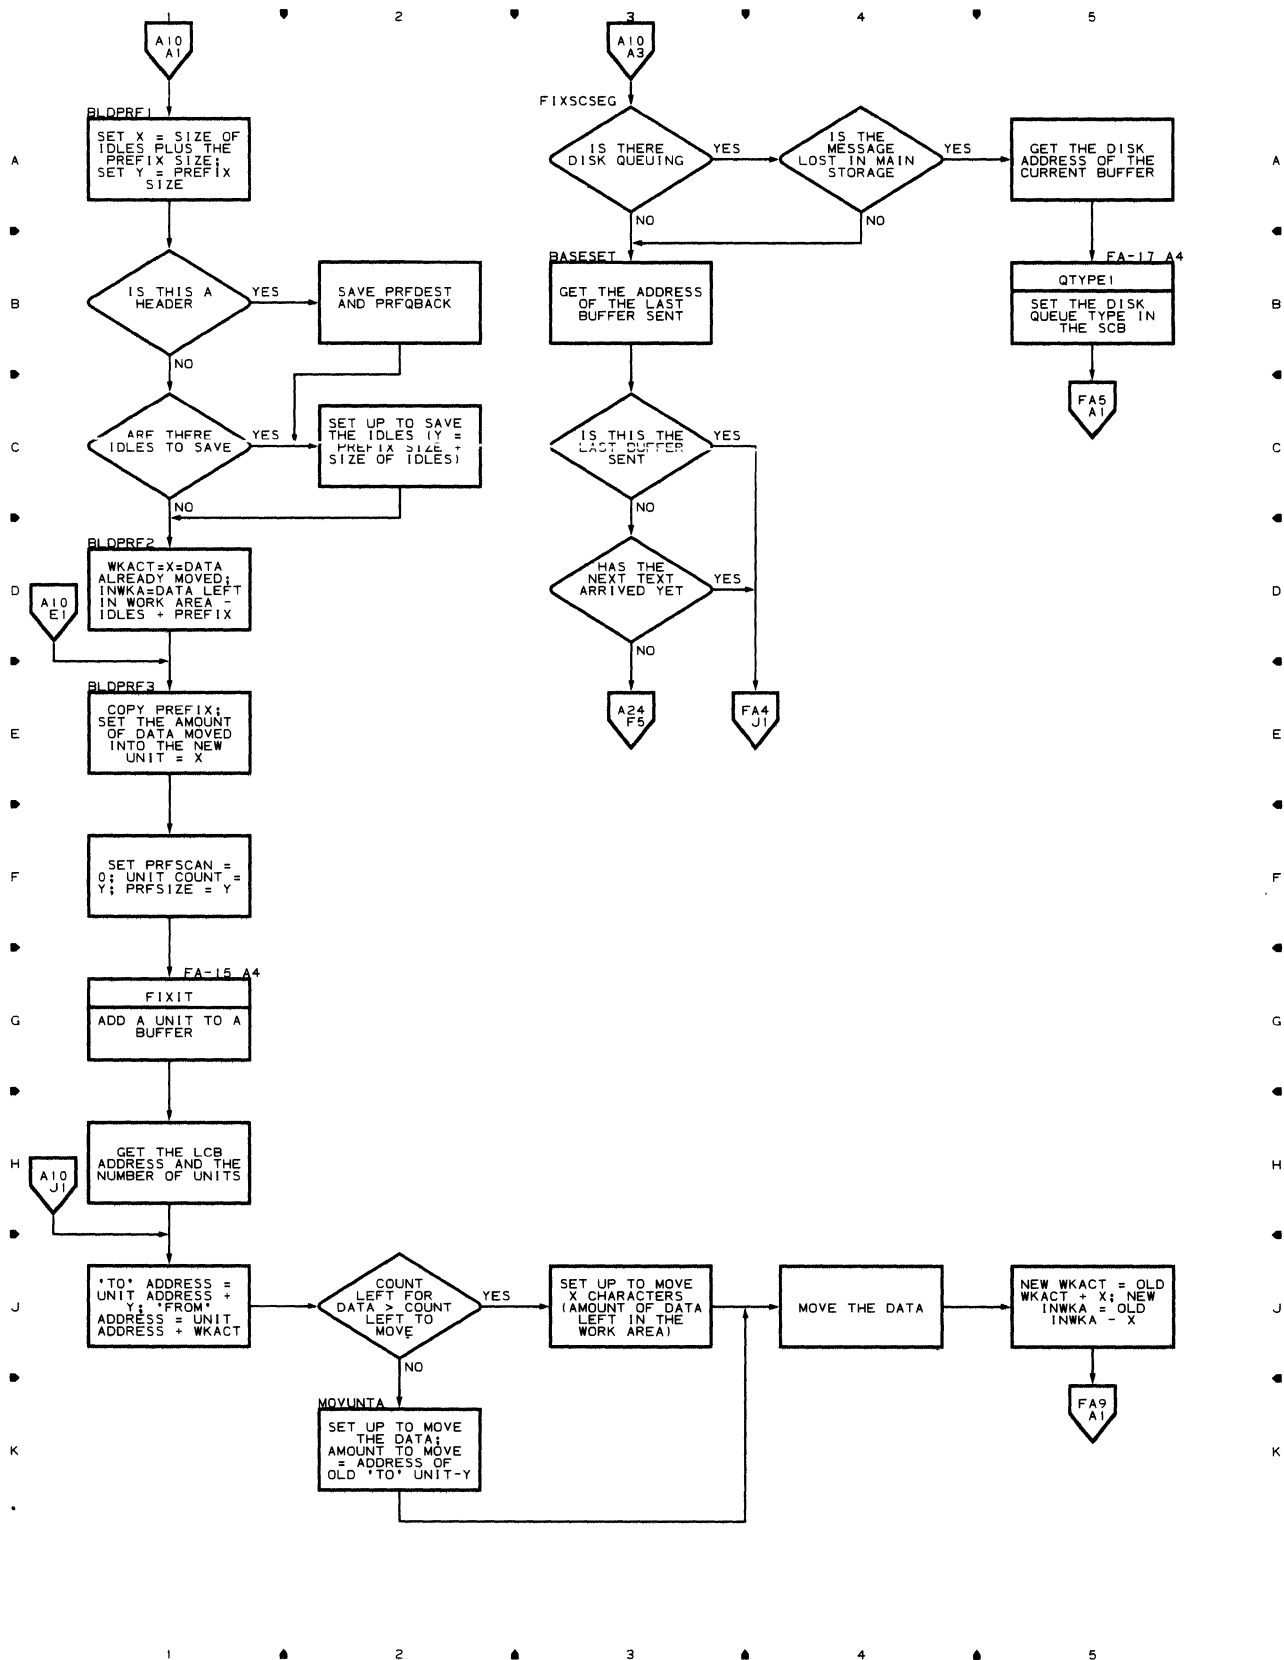 1 2 3 4 5
A10
A1
BLDPRF1
SET X = SIZE OF
IDLES PLUS THE
PREFIX SIZE;
SET Y = PREFIX
SIZE
A10
A3
FIXSCSEG
IS THERE
DISK QUEUING
YES
NO
IS THE
MESSAGE
LOST IN MAIN
STORAGE
YES
NO
GET THE DISK
ADDRESS OF THE
CURRENT BUFFER
A
A
IS THIS A
HEADER
YES
NO
SAVE PRFDEST
AND PRFQBACK
BASESET
GET THE ADDRESS
OF THE LAST
BUFFER SENT
FA-17 A4
QTYPE1
SET THE DISK
QUEUE TYPE IN
THE SCB
B
B
FA5
A1
ARE THERE
IDLES TO SAVE
YES
NO
SET UP TO SAVE
THE IDLES (Y =
PREFIX SIZE +
SIZE OF IDLES)
IS THIS THE
LAST BUFFER
SENT
YES
NO
C
C
BLDPRF2
WKACT=X=DATA
ALREADY MOVED;
INWKA=DATA LEFT
IN WORK AREA -
IDLES + PREFIX
A10
E1
HAS THE
NEXT TEXT
ARRIVED YET
YES
NO
D
D
BLDPRF3
COPY PREFIX;
SET THE AMOUNT
OF DATA MOVED
INTO THE NEW
UNIT = X
A24
F5
FA4
J1
E
E
SET PRFSCAN =
0; UNIT COUNT =
Y; PRFSIZE = Y
F
F
FA-15 A4
FIXIT
ADD A UNIT TO A
BUFFER
G
G
GET THE LCB
ADDRESS AND THE
NUMBER OF UNITS
A10
J1
H
H
'TO' ADDRESS =
UNIT ADDRESS +
Y; 'FROM'
ADDRESS = UNIT
ADDRESS + WKACT
COUNT
LEFT FOR
DATA > COUNT
LEFT TO
MOVE
YES
NO
SET UP TO MOVE
X CHARACTERS
(AMOUNT OF DATA
LEFT IN THE
WORK AREA)
MOVE THE DATA
NEW WKACT = OLD
WKACT + X; NEW
INWKA = OLD
INWKA - X
J
J
MOVUNTA
SET UP TO MOVE
THE DATA;
AMOUNT TO MOVE
= ADDRESS OF
OLD 'TO' UNIT-Y
FA9
A1
K
K
1 2 3 4 5